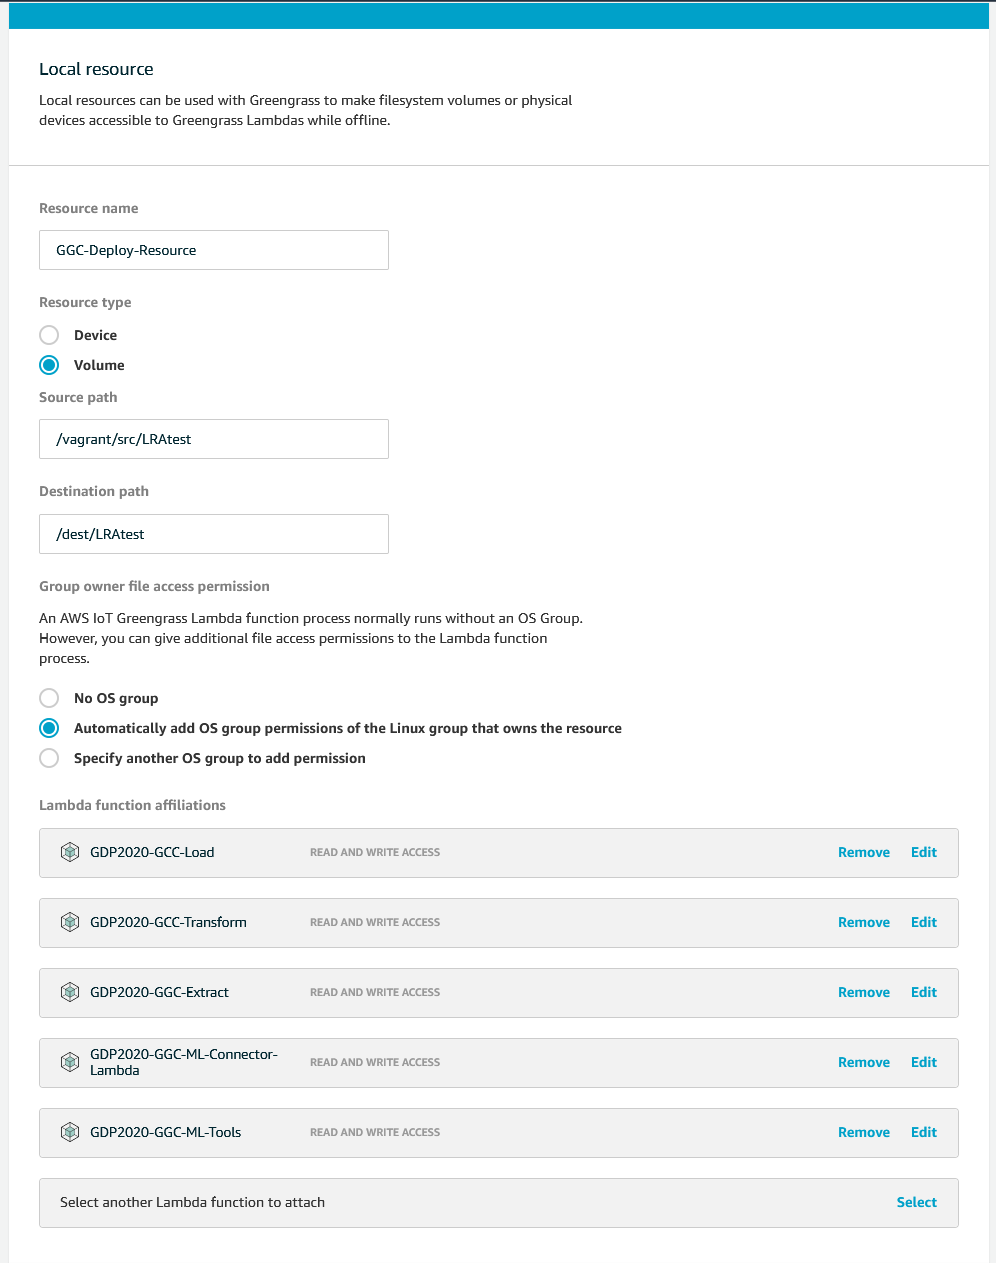 Local resource
Local resources can be used with Greengrass to make filesystem volumes or physical
devices accessible to Greengrass Lambdas while offline.
Resource name
GGC-Deploy-Resource
Resource type
Device
Volume
Source path
/vagrant/src/LRAtest
Destination path
/dest/LRAtest
Group owner file access permission
An AWS IoT Greengrass Lambda function process normally runs without an OS Group.
However, you can give additional file access permissions to the Lambda function
process.
No OS group
Automatically add OS group permissions of the Linux group that owns the resource
Specify another OS group to add permission
Lambda function affiliations
GDP2020-GCC-Load READ AND WRITE ACCESS Remove Edit
GDP2020-GCC-Transform READ AND WRITE ACCESS Remove Edit
GDP2020-GGC-Extract READ AND WRITE ACCESS Remove Edit
GDP2020-GGC-ML-Connector-
Lambda READ AND WRITE ACCESS Remove Edit
GDP2020-GGC-ML-Tools READ AND WRITE ACCESS Remove Edit
Select another Lambda function to attach Select